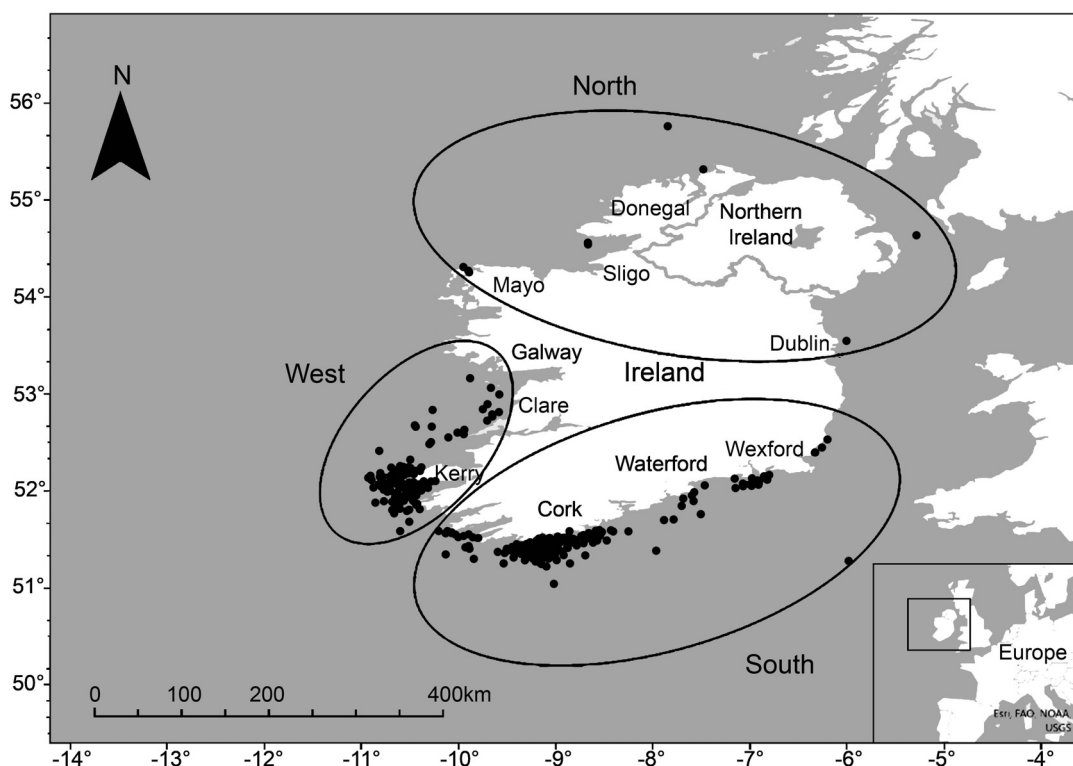 N
North
56°
55°
54°
53°
52°
51°
50°
Donegal
Northern
Ireland
Sligo
Mayo
Dublin
Galway
West
Ireland
Clare
Kerry
Waterford
Wexford
Cork
South
Europe
Esri, FAO, NOAA,
USGS
0 100 200 400km
-14° -13° -12° -11° -10° -9° -8° -7° -6° -5° -4°